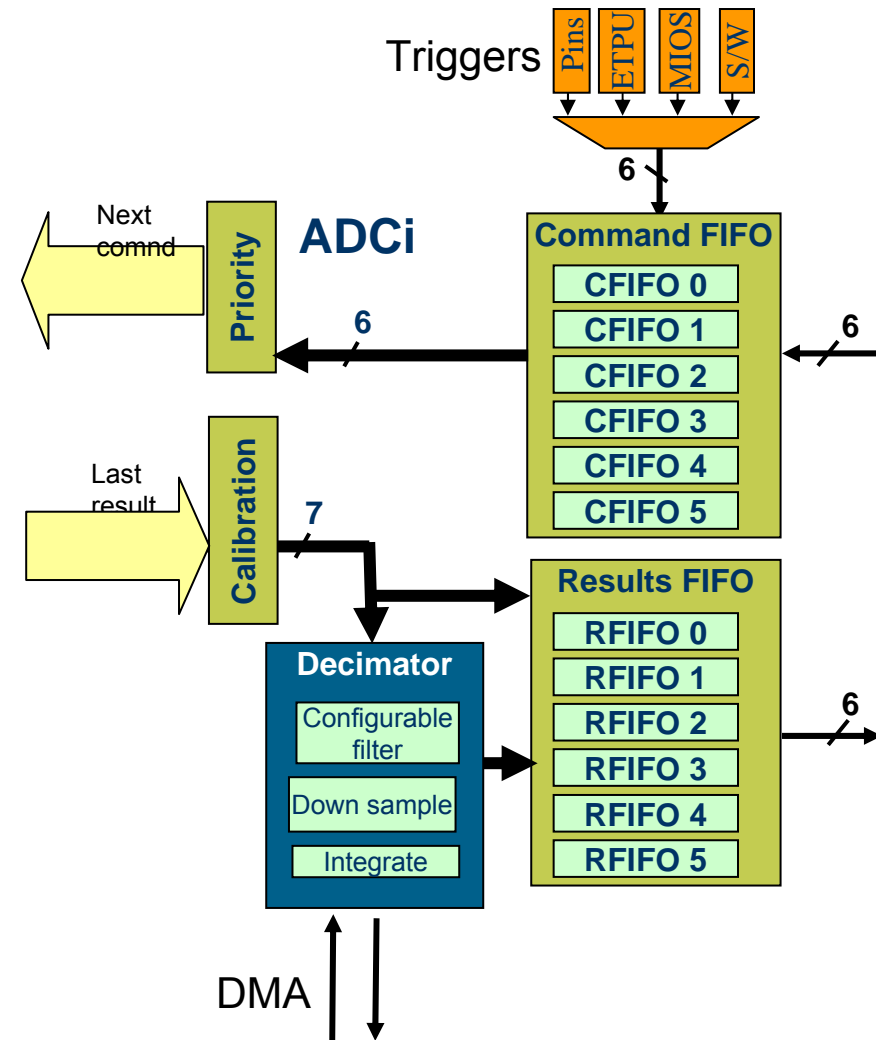 Triggers
Pins
ETPU
MIOS
S/W
6
Next
comnd
Priority
ADCi
6
Command FIFO
CFIFO 0
CFIFO 1
CFIFO 2
CFIFO 3
CFIFO 4
CFIFO 5
6
Last
result
Calibration
7
Results FIFO
RFIFO 0
RFIFO 1
RFIFO 2
RFIFO 3
RFIFO 4
RFIFO 5
6
Decimator
Configurable
filter
Down sample
Integrate
DMA